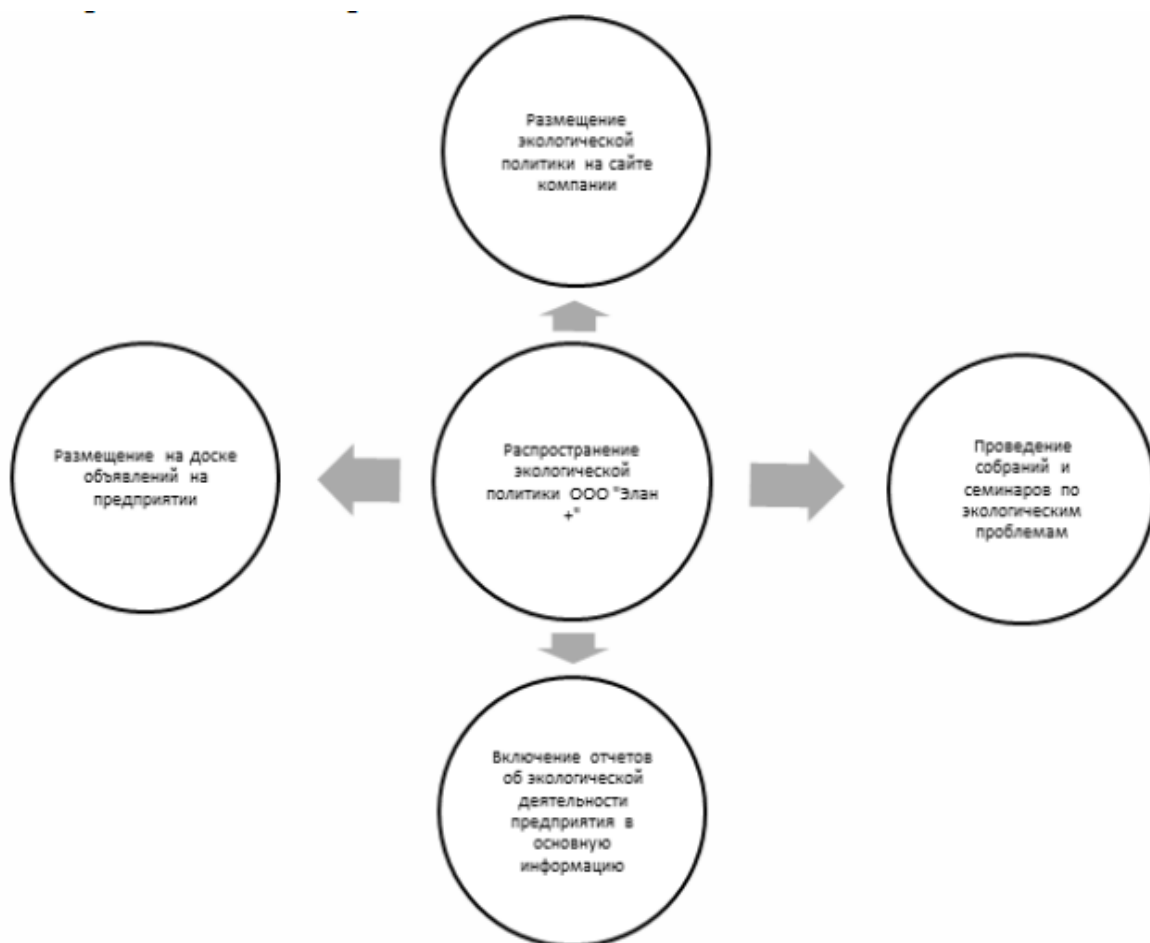 Размещение
экологической
политики на сайте
компании
Размещение на доске
объявлений на
предприятии
Распространение
экологической
политики ООО "Элан
+"
Проведение
собраний и
семинаров по
экологическим
проблемам
Включение отчетов
об экологической
деятельности
предприятия в
основную
информацию